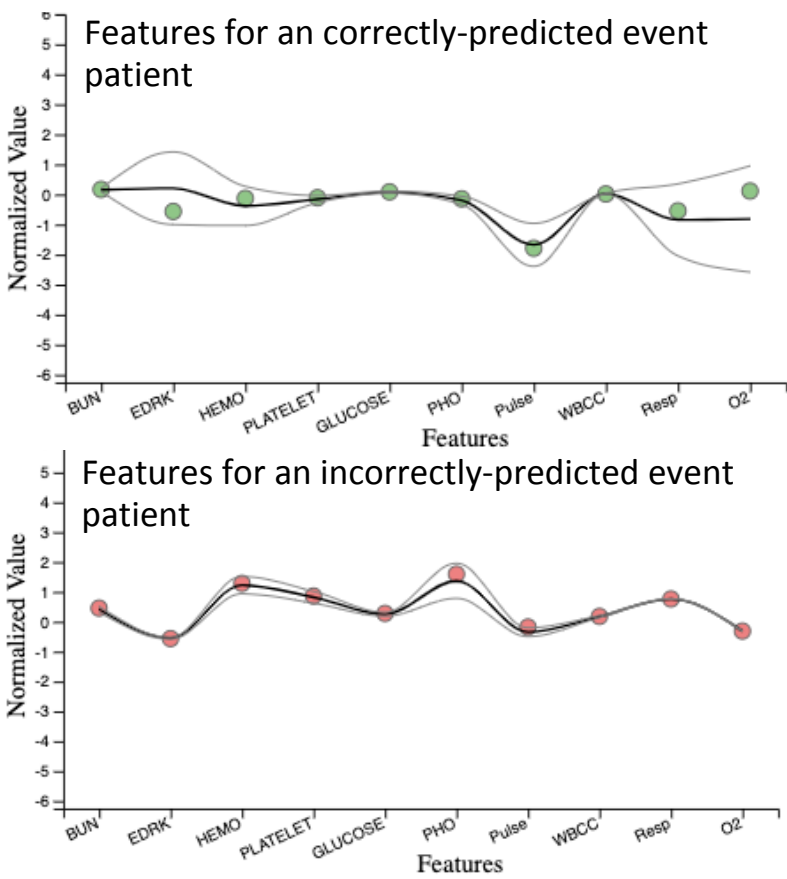 Features for an correctly-predicted event
patient
Normalized Value
6
5
4
3
2
1
0
-1
-2
-3
-4
-5
-6
BUN
EDRK
HEMO
PLATELET
GLUCOSE
PHO
Pulse
WBCC
Resp
O2
Features
Features for an incorrectly-predicted event
patient
Normalized Value
5
4
3
2
1
0
-1
-2
-3
-4
-5
-6
BUN
EDRK
HEMO
PLATELET
GLUCOSE
PHO
Pulse
WBCC
Resp
O2
Features